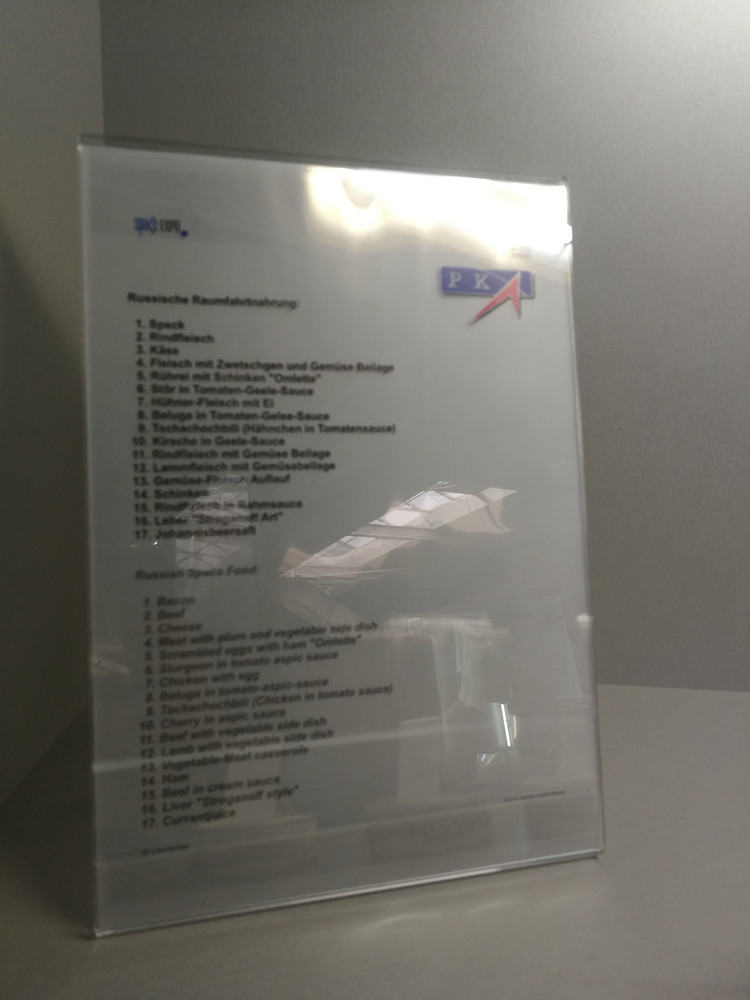 SPACE EXPO
P K A
Russische Raumfahrtnahrung:
1. Speck
2. Rindfleisch
3. Käse
4. Fleisch mit Zwetschgen und Gemüse Beilage
5. Rührei mit Schinken "Omlette"
6. Stör in Tomaten-Geele-Sauce
7. Hühner-Fleisch mit Ei
8. Beluga in Tomaten-Gelee-Sauce
9. Tschachochbili (Hähnchen in Tomatensauce)
10. Kirsche in Geele-Sauce
11. Rindfleisch mit Gemüse Beilage
12. Lammfleisch mit Gemüsebeilage
13. Gemüse-Fleisch Auflauf
14. Schinken
15. Rindfleisch in Rahmsauce
16. Leber "Stroganoff Art"
17. Johannisbeersaft
Russian Space Food:
1. Bacon
2. Beef
3. Cheese
4. Meat with plum and vegetable side dish
5. Scrambled eggs with ham "Omlette"
6. Sturgeon in tomato aspic sauce
7. Chicken with egg
8. Beluga in tomato-aspic-sauce
9. Tschachochbili (Chicken in tomato sauce)
10. Cherry in aspic sauce
11. Beef with vegetable side dish
12. Lamb with vegetable side dish
13. Vegetable-Meat casserole
14. Ham
15. Beef in cream sauce
16. Liver "Stroganoff style"
17. Currantjuice